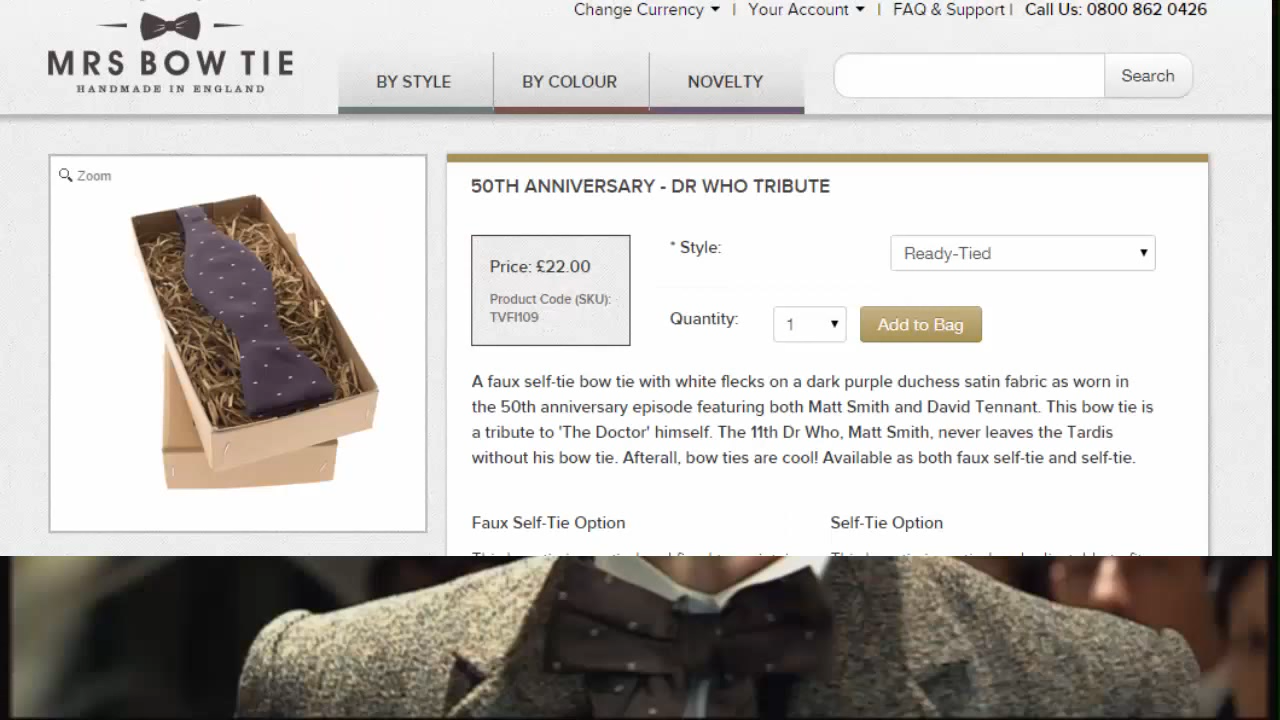 Change Currency ▼ | Your Account ▼ | FAQ & Support | Call Us: 0800 862 0426
MRS BOW TIE
HANDMADE IN ENGLAND
BY STYLE
BY COLOUR
NOVELTY
Search
Zoom
50TH ANNIVERSARY - DR WHO TRIBUTE
* Style:
Ready-Tied
Price: £22.00
Product Code (SKU):
TVFI109
Quantity:
1
Add to Bag
A faux self-tie bow tie with white flecks on a dark purple duchess satin fabric as worn in
the 50th anniversary episode featuring both Matt Smith and David Tennant. This bow tie is
a tribute to 'The Doctor' himself. The 11th Dr Who, Matt Smith, never leaves the Tardis
without his bow tie. Afterall, bow ties are cool! Available as both faux self-tie and self-tie.
Faux Self-Tie Option
Self-Tie Option